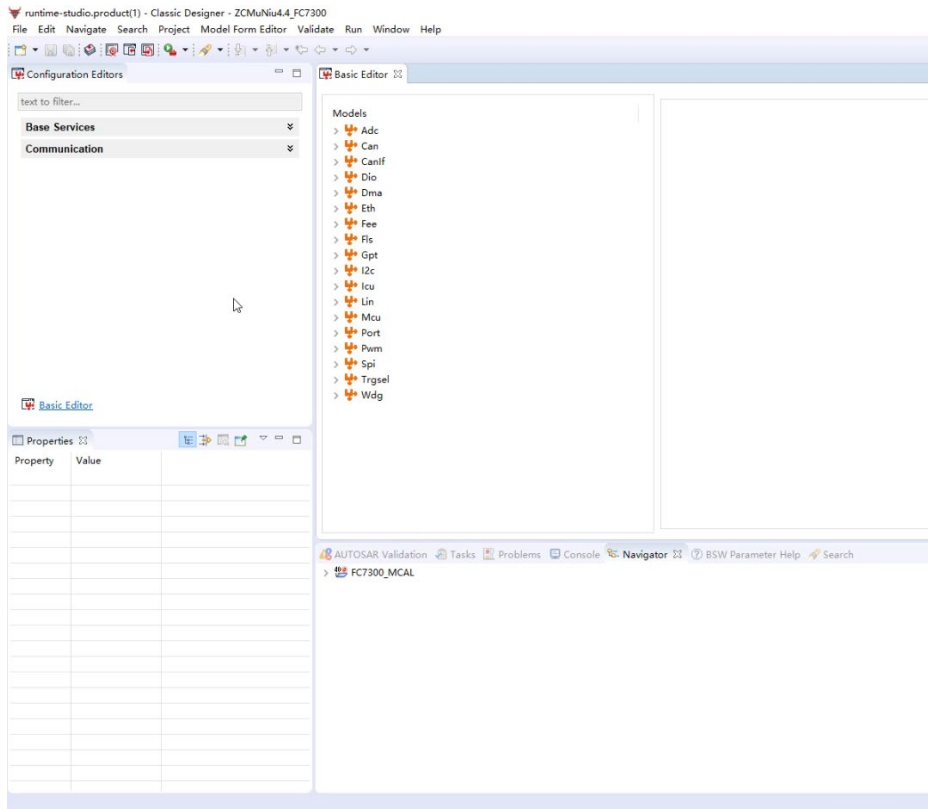 runtime-studio.product(1) - Classic Designer - ZCMuNiu4.4_FC7300
File Edit Navigate Search Project Model Form Editor Validate Run Window Help
Configuration Editors
text to filter...
Base Services
Communication
Basic Editor
Basic Editor
Models
Adc
Can
CanIf
Dio
Dma
Eth
Fee
Fls
Gpt
I2c
Icu
Lin
Mcu
Port
Pwm
Spi
Trgsel
Wdg
Properties
Property Value
AUTOSAR Validation Tasks Problems Console Navigator BSW Parameter Help Search
FC7300_MCAL